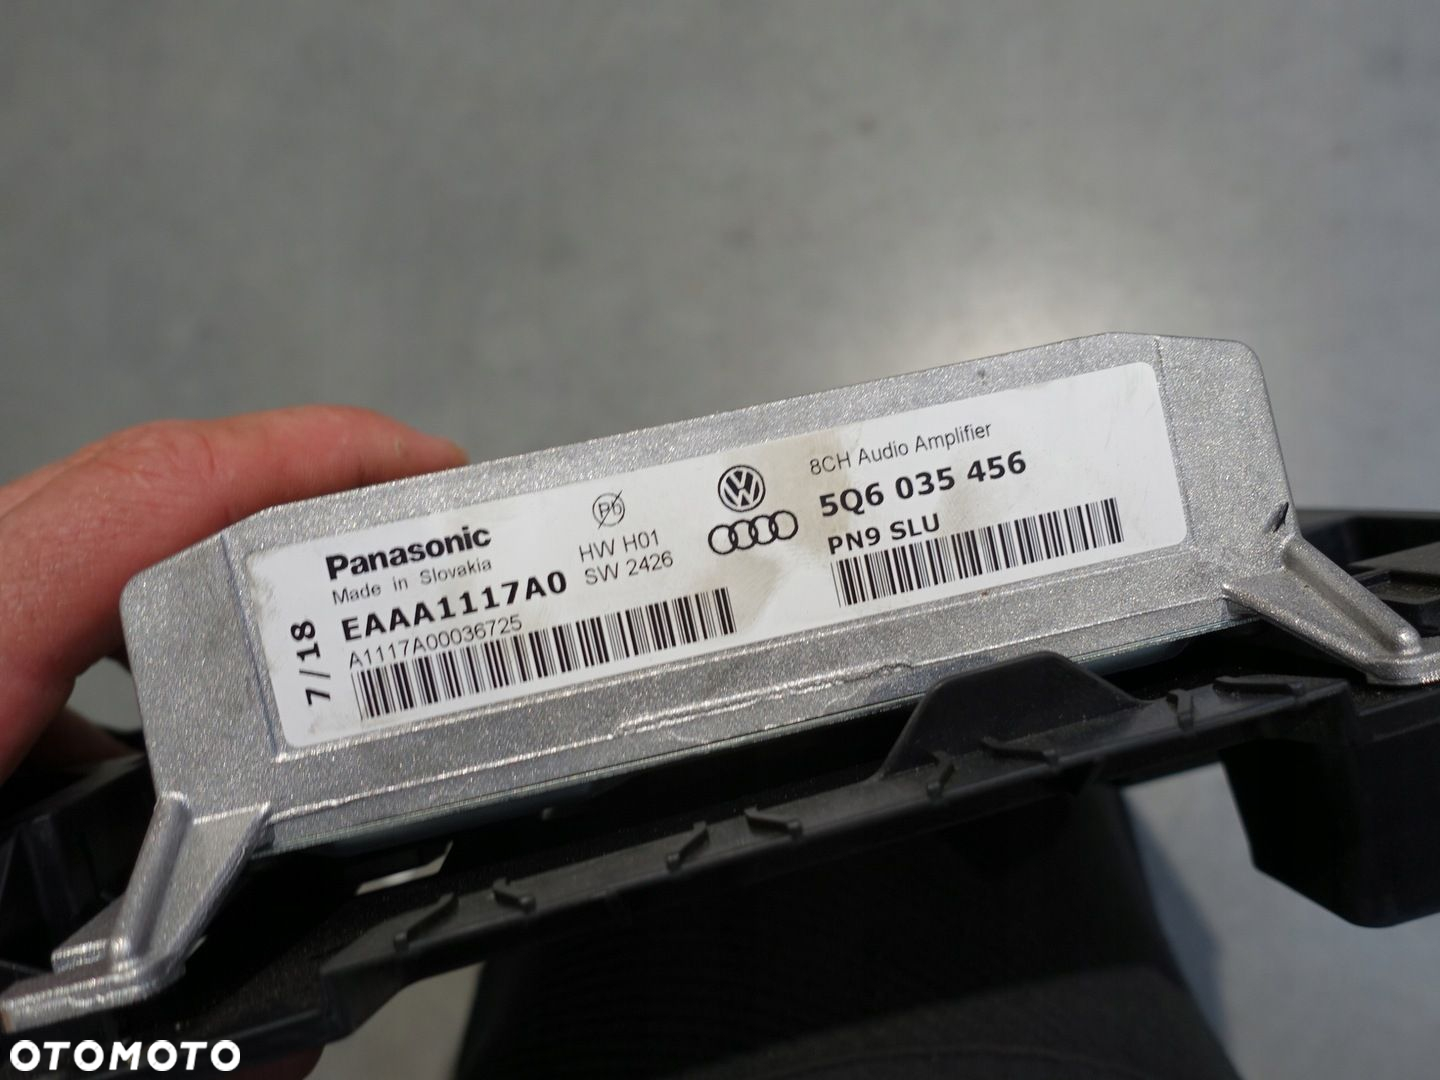 Panasonic
Made in Slovakia
EAAA1117A0
A1117A00036725
7/18
Pb
HW H01
SW 2426
8CH Audio Amplifier
5Q6 035 456
PN9 SLU
OTOMOTO